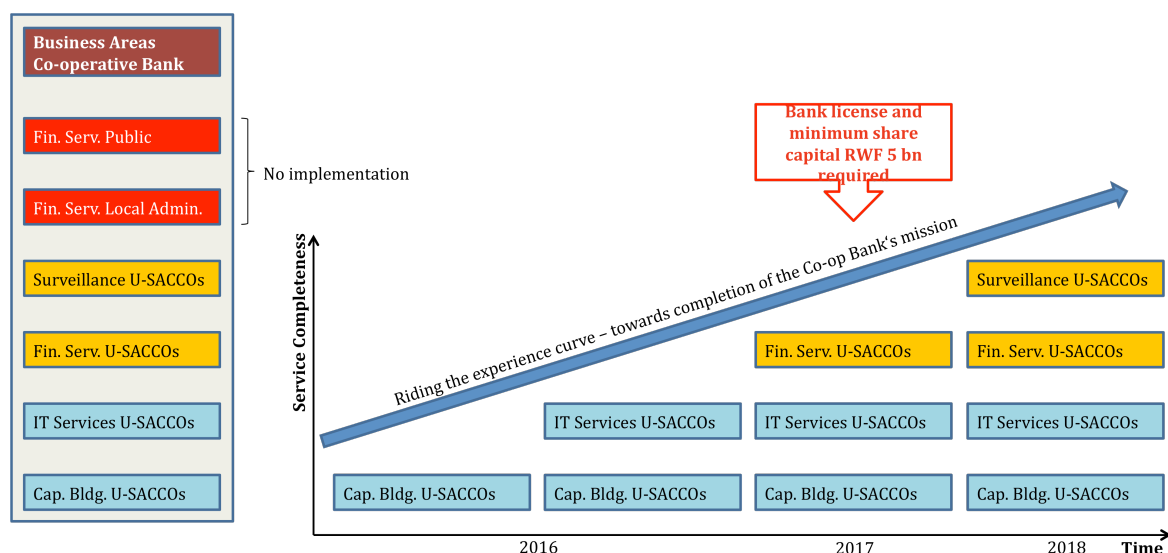 Business Areas
Co-operative Bank
Fin. Serv. Public
No implementation
Fin. Serv. Local Admin.
Surveillance U-SACCOs
Fin. Serv. U-SACCOs
IT Services U-SACCOs
Cap. Bldg. U-SACCOs
Bank license and
minimum share
capital RWF 5 bn
required
Service Completeness
Riding the experience curve – towards completion of the Co-op Bank‘s mission
Surveillance U-SACCOs
Fin. Serv. U-SACCOs
Fin. Serv. U-SACCOs
IT Services U-SACCOs
IT Services U-SACCOs
IT Services U-SACCOs
Cap. Bldg. U-SACCOs
Cap. Bldg. U-SACCOs
Cap. Bldg. U-SACCOs
Cap. Bldg. U-SACCOs
2016
2017
2018
Time